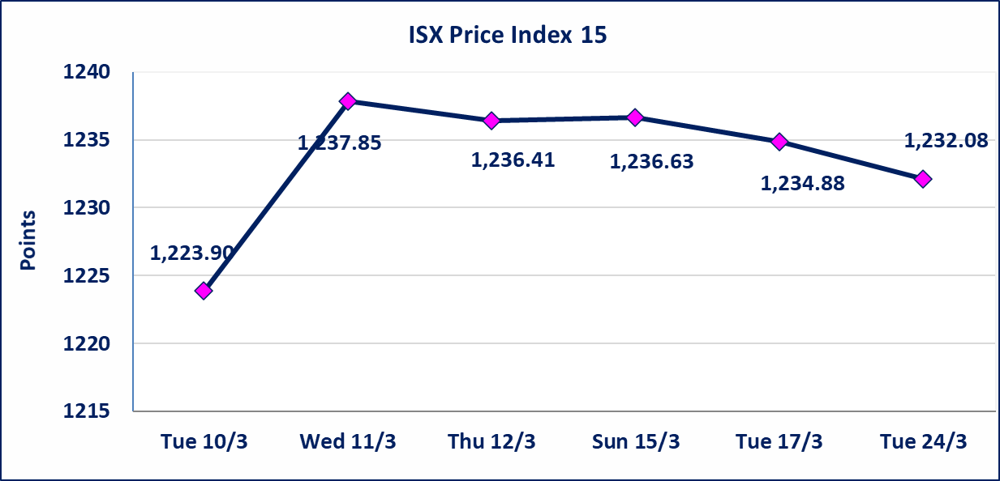 ISX Price Index 15
Points
1240
1235
1230
1225
1220
1215
1,223.90
1,237.85
1,236.41
1,236.63
1,234.88
1,232.08
Tue 10/3
Wed 11/3
Thu 12/3
Sun 15/3
Tue 17/3
Tue 24/3